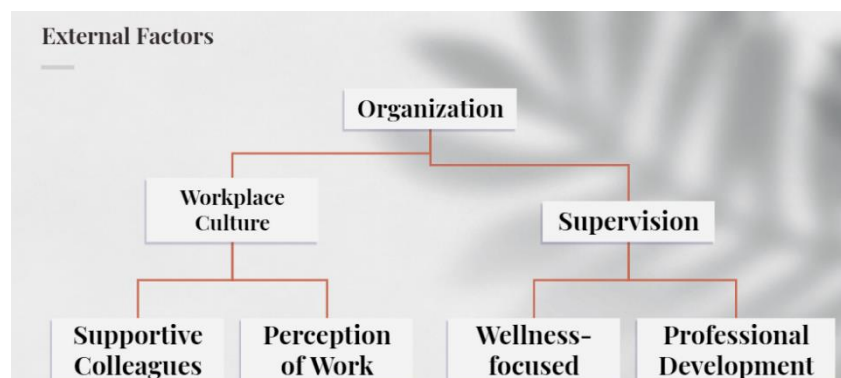 External Factors
Organization
Workplace
Culture
Supervision
Supportive
Colleagues
Perception
of Work
Wellness-
focused
Professional
Development